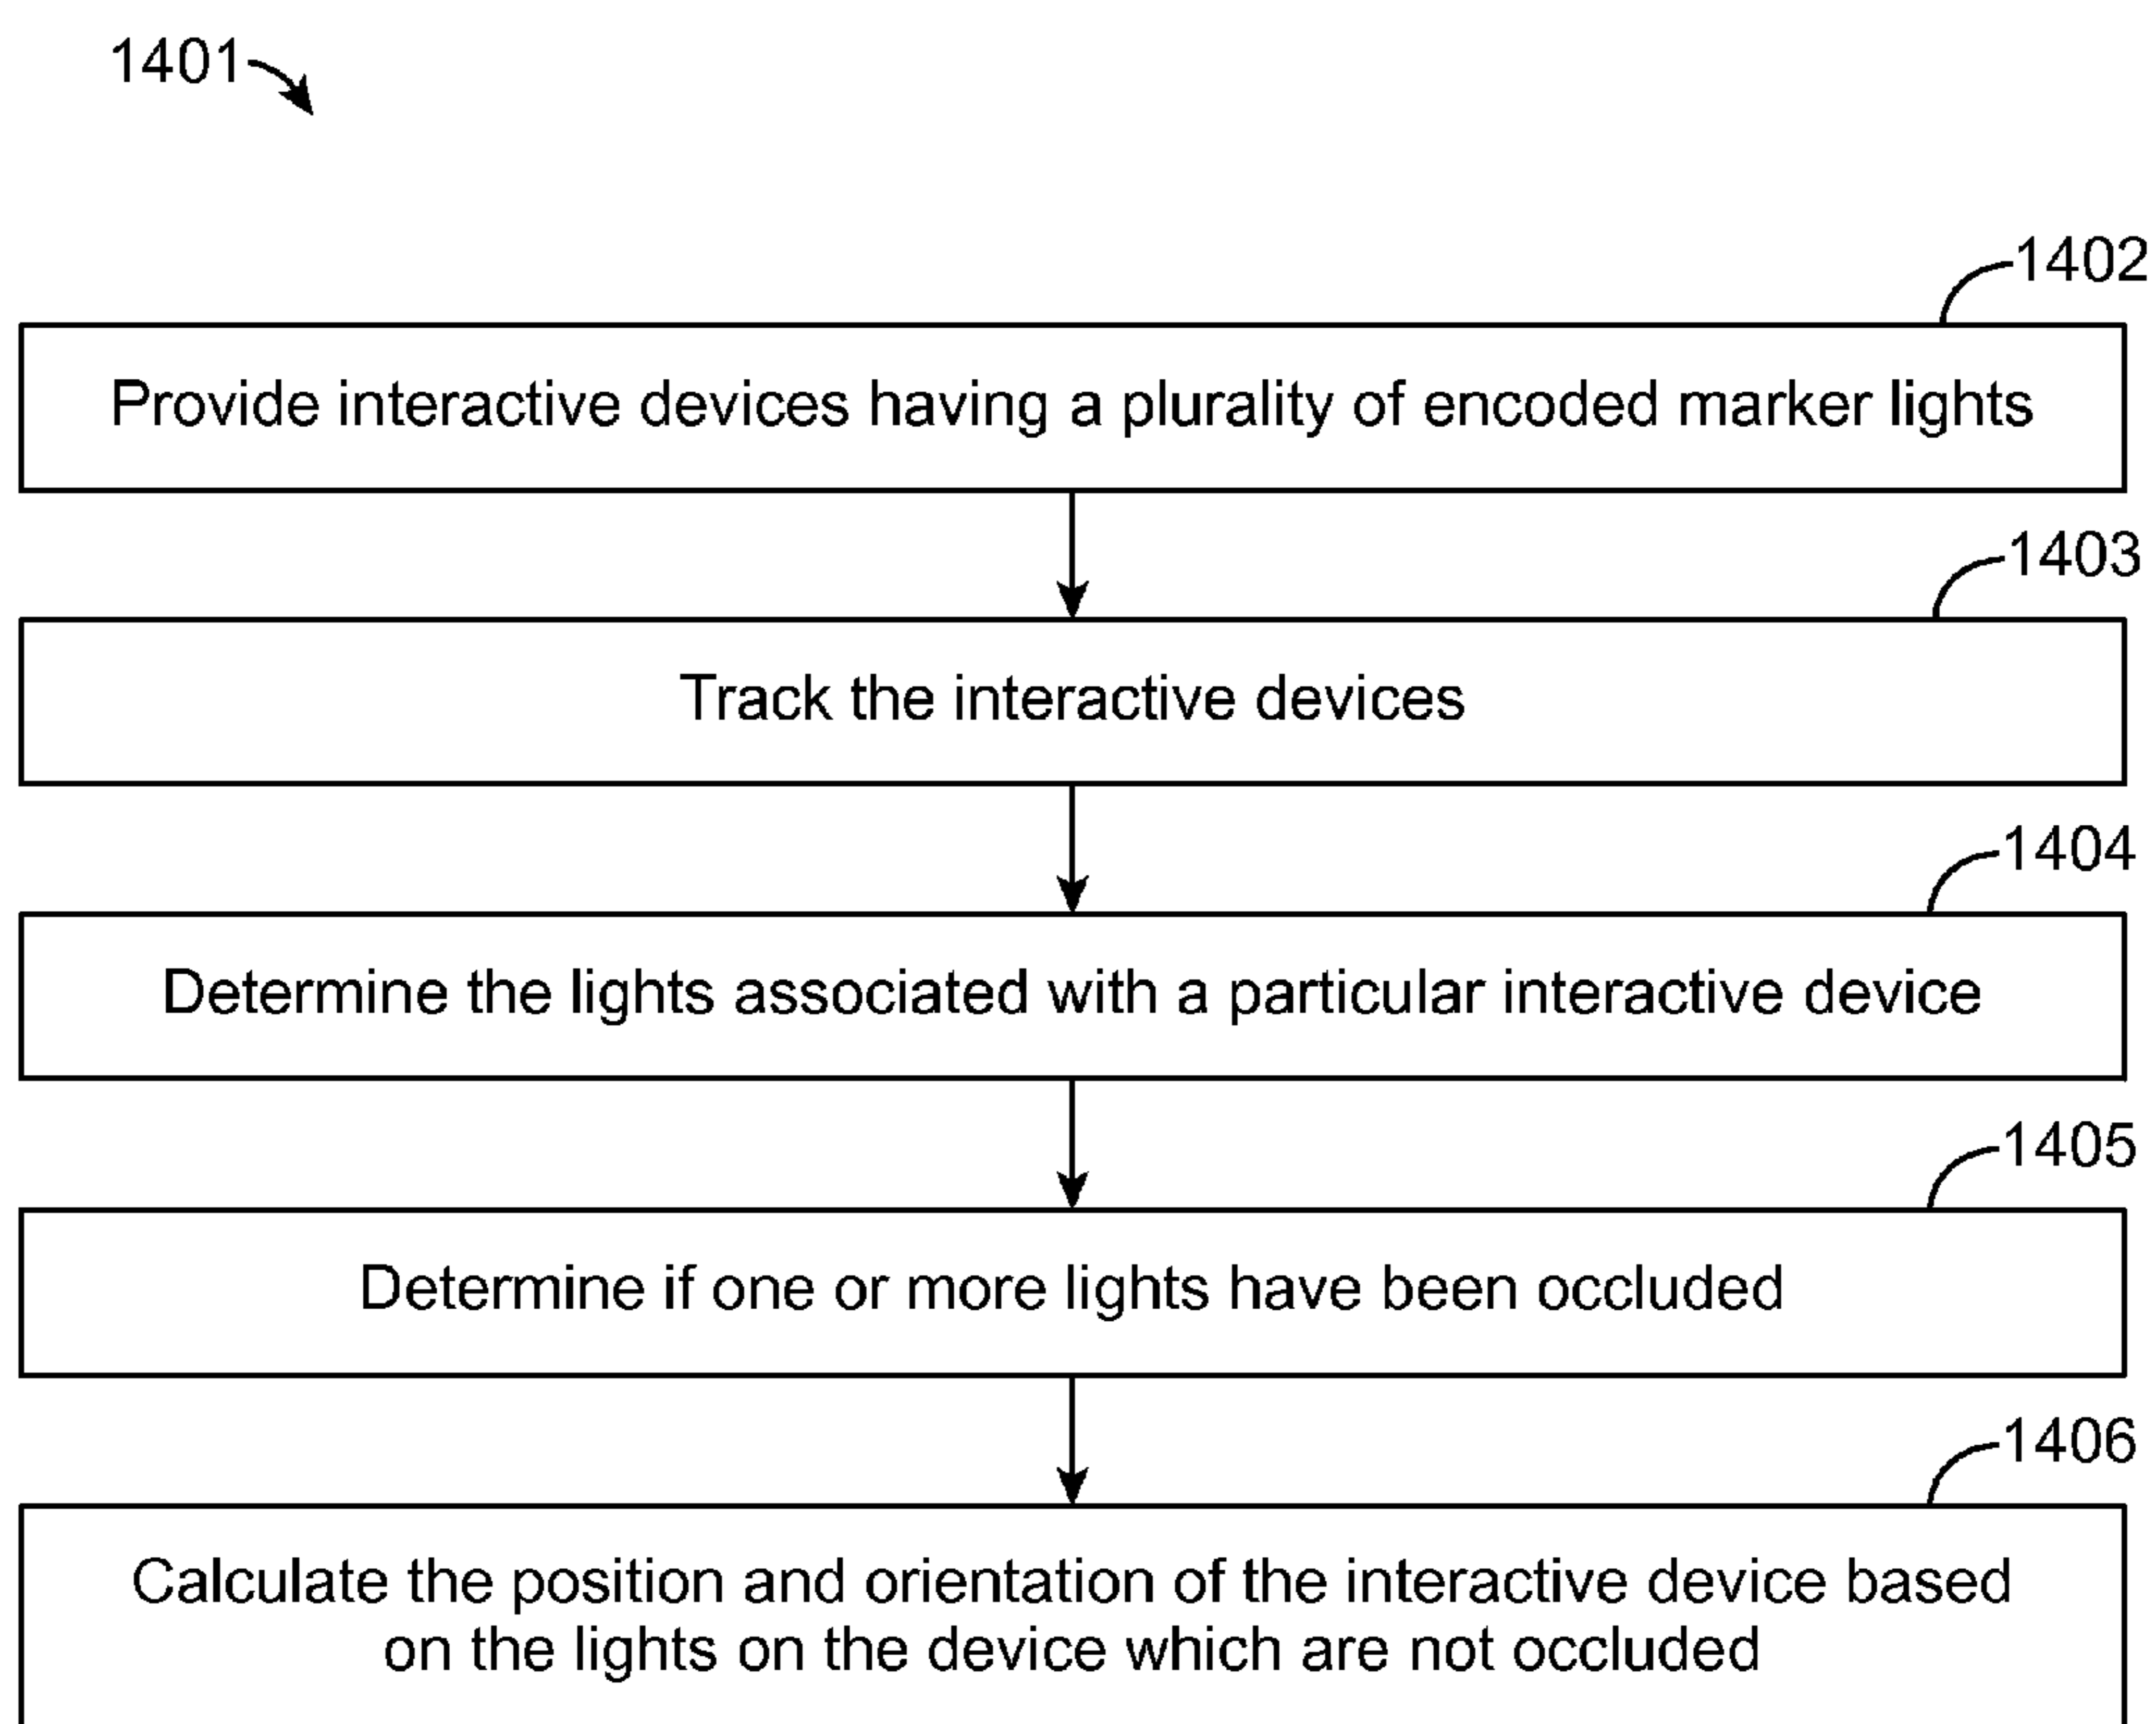 1401
1402
Provide interactive devices having a plurality of encoded marker lights
1403
Track the interactive devices
1404
Determine the lights associated with a particular interactive device
1405
Determine if one or more lights have been occluded
1406
Calculate the position and orientation of the interactive device based
on the lights on the device which are not occluded